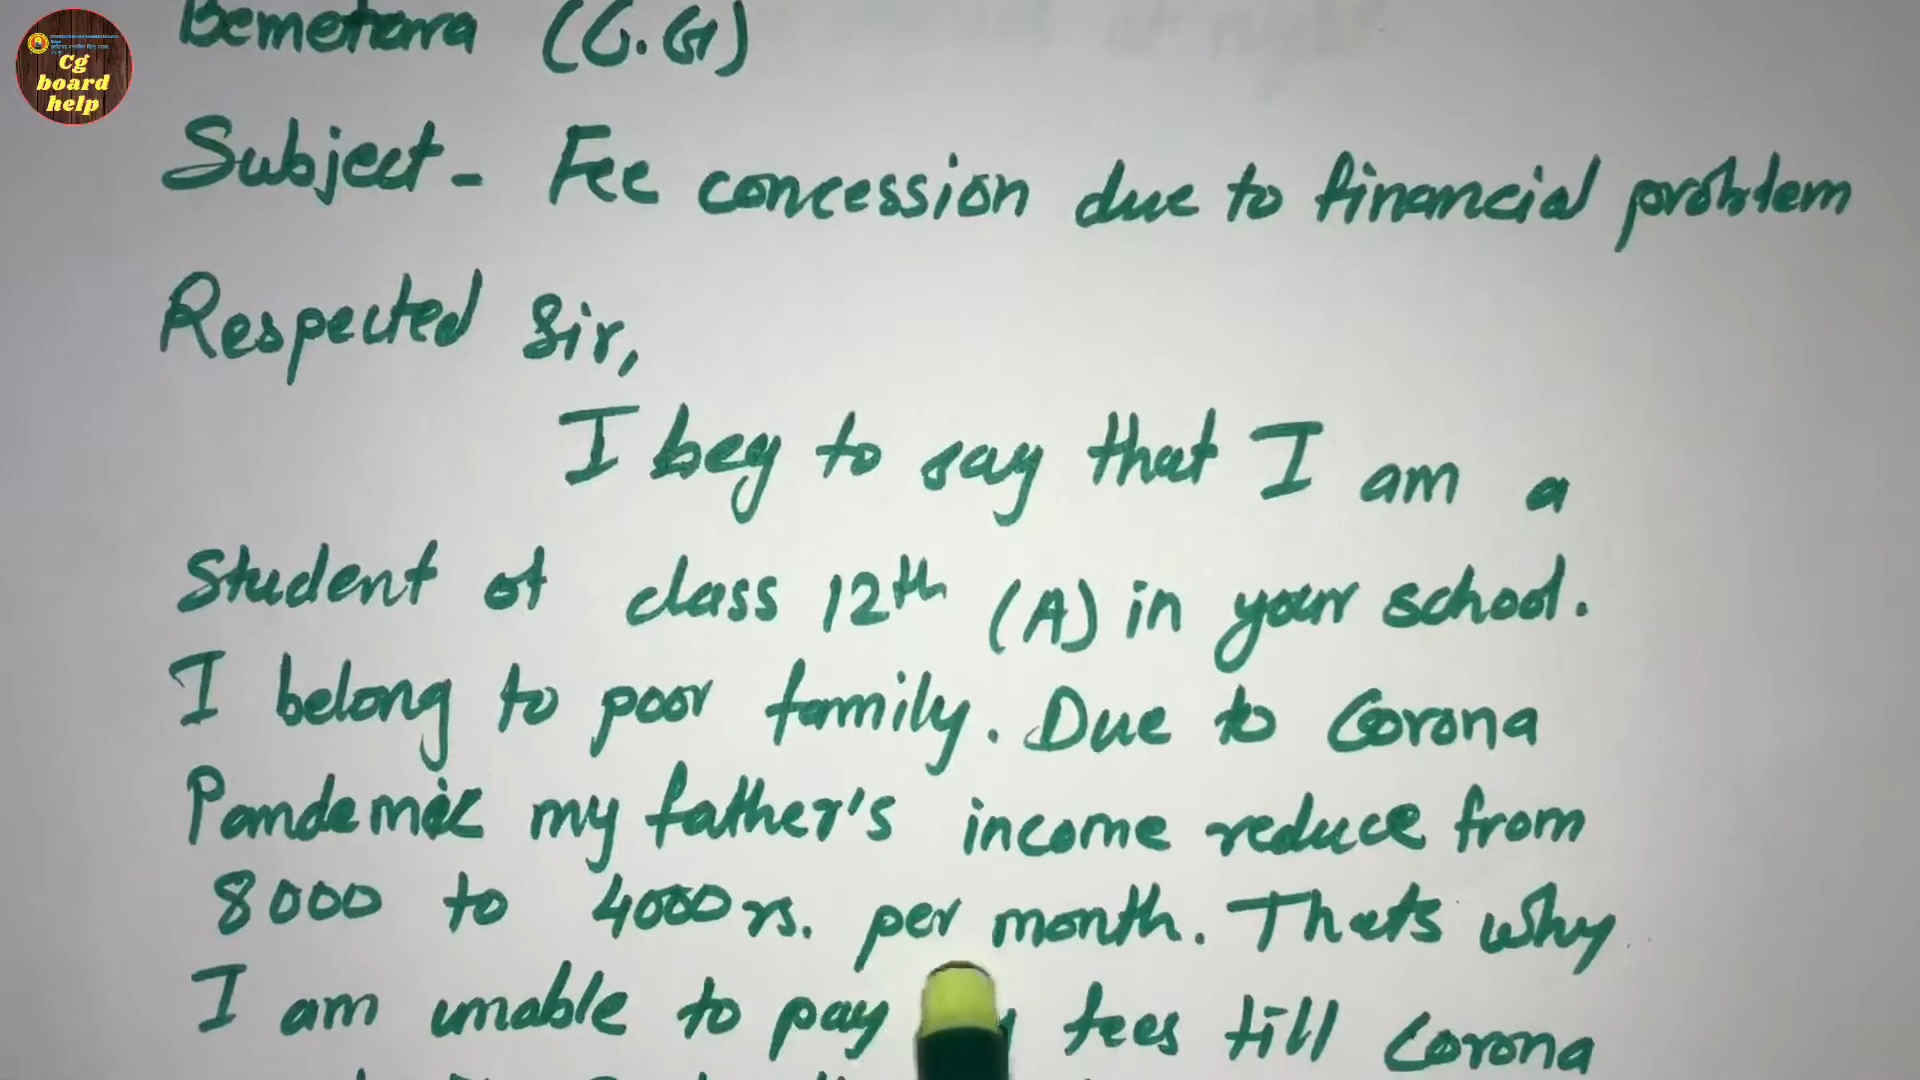 Cg
board
help
Bemetara (C.G)
Subject - Fee concession due to financial problem
Respected Sir,
I beg to say that I am a
Student of class 12th (A) in your school.
I belong to poor family. Due to Corona
Pandemic my father's income reduce from
8000 to 4000 rs. per month. Thats why
I am unable to pay fees till Corona